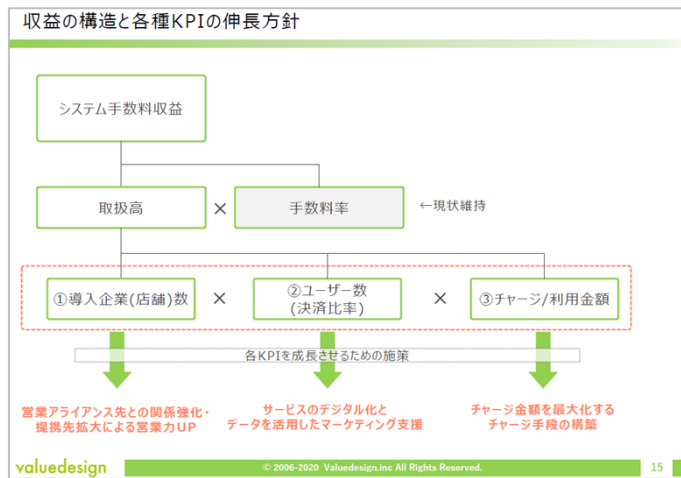 収益の構造と各種KPIの伸長方針
システム手数料収益
取扱高
×
手数料率
←現状維持
①導入企業(店舗)数
×
②ユーザー数
(決済比率)
×
③チャージ/利用金額
各KPIを成長させるための施策
営業アライアンス先との関係強化・
提携先拡大による営業力UP
サービスのデジタル化と
データを活用したマーケティング支援
チャージ金額を最大化する
チャージ手段の構築
valuedesign
© 2006-2020 Valuedesign.inc All Rights Reserved.
15